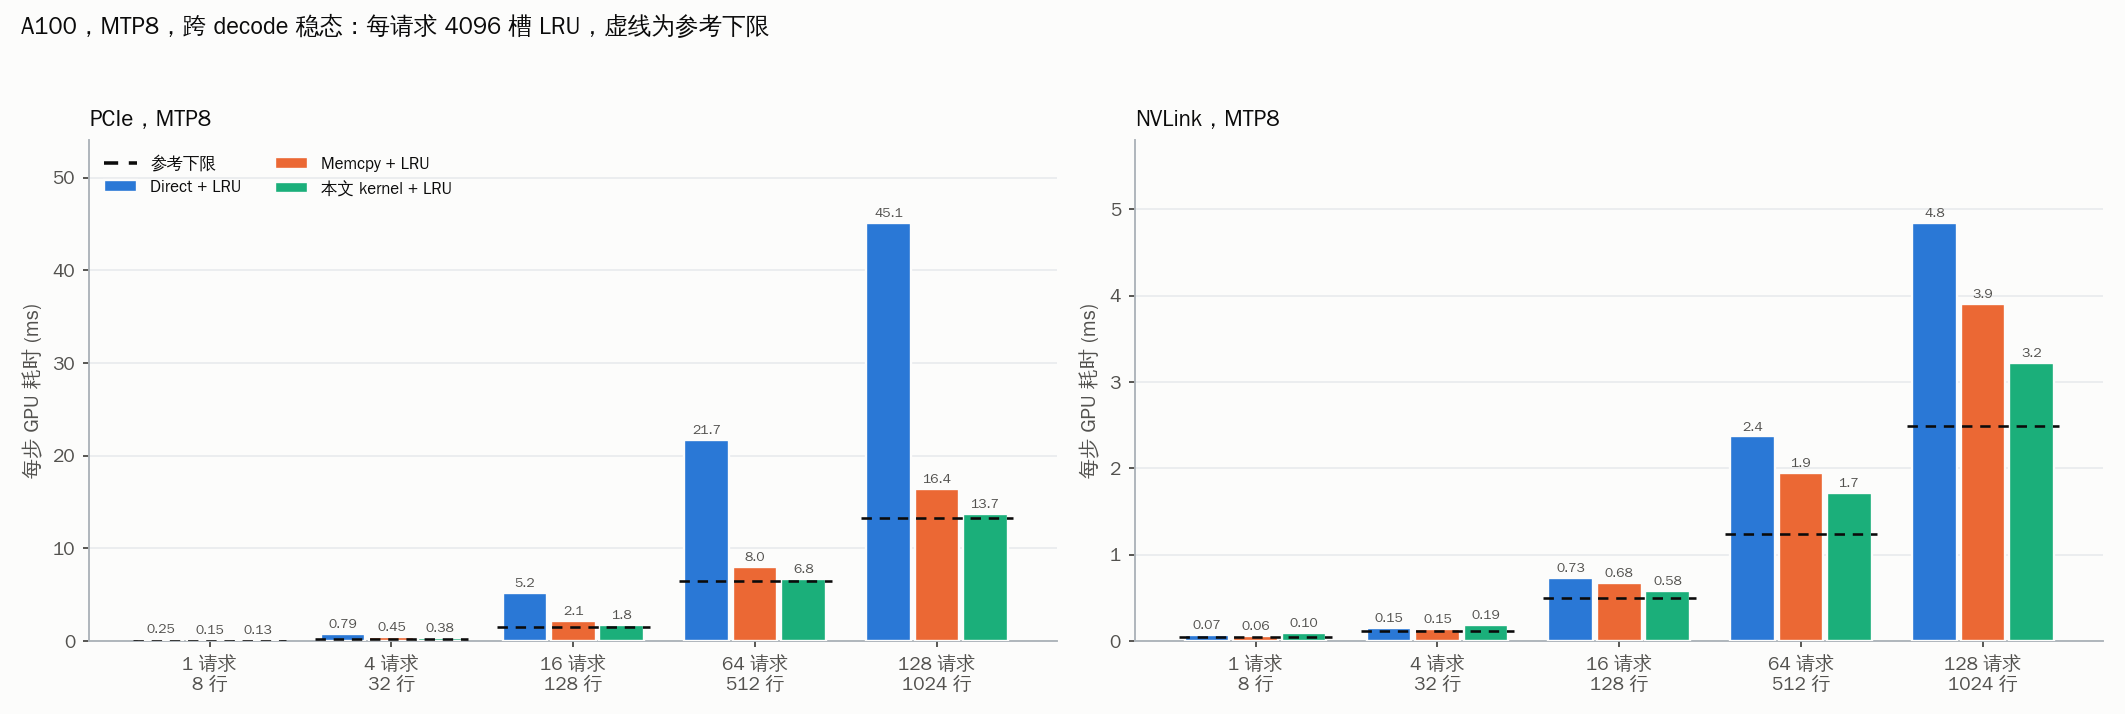 A100，MTP8，跨 decode 稳态：每请求 4096 槽 LRU，虚线为参考下限
PCIe，MTP8
参考下限
Direct + LRU
Memcpy + LRU
本文 kernel + LRU
每步 GPU 耗时 (ms)
50
40
30
20
10
0
0.25
0.15
0.13
0.79
0.45
0.38
5.2
2.1
1.8
21.7
8.0
6.8
45.1
16.4
13.7
1 请求
8 行
4 请求
32 行
16 请求
128 行
64 请求
512 行
128 请求
1024 行
NVLink，MTP8
每步 GPU 耗时 (ms)
5
4
3
2
1
0
0.07
0.06
0.10
0.15
0.15
0.19
0.73
0.68
0.58
2.4
1.9
1.7
4.8
3.9
3.2
1 请求
8 行
4 请求
32 行
16 请求
128 行
64 请求
512 行
128 请求
1024 行